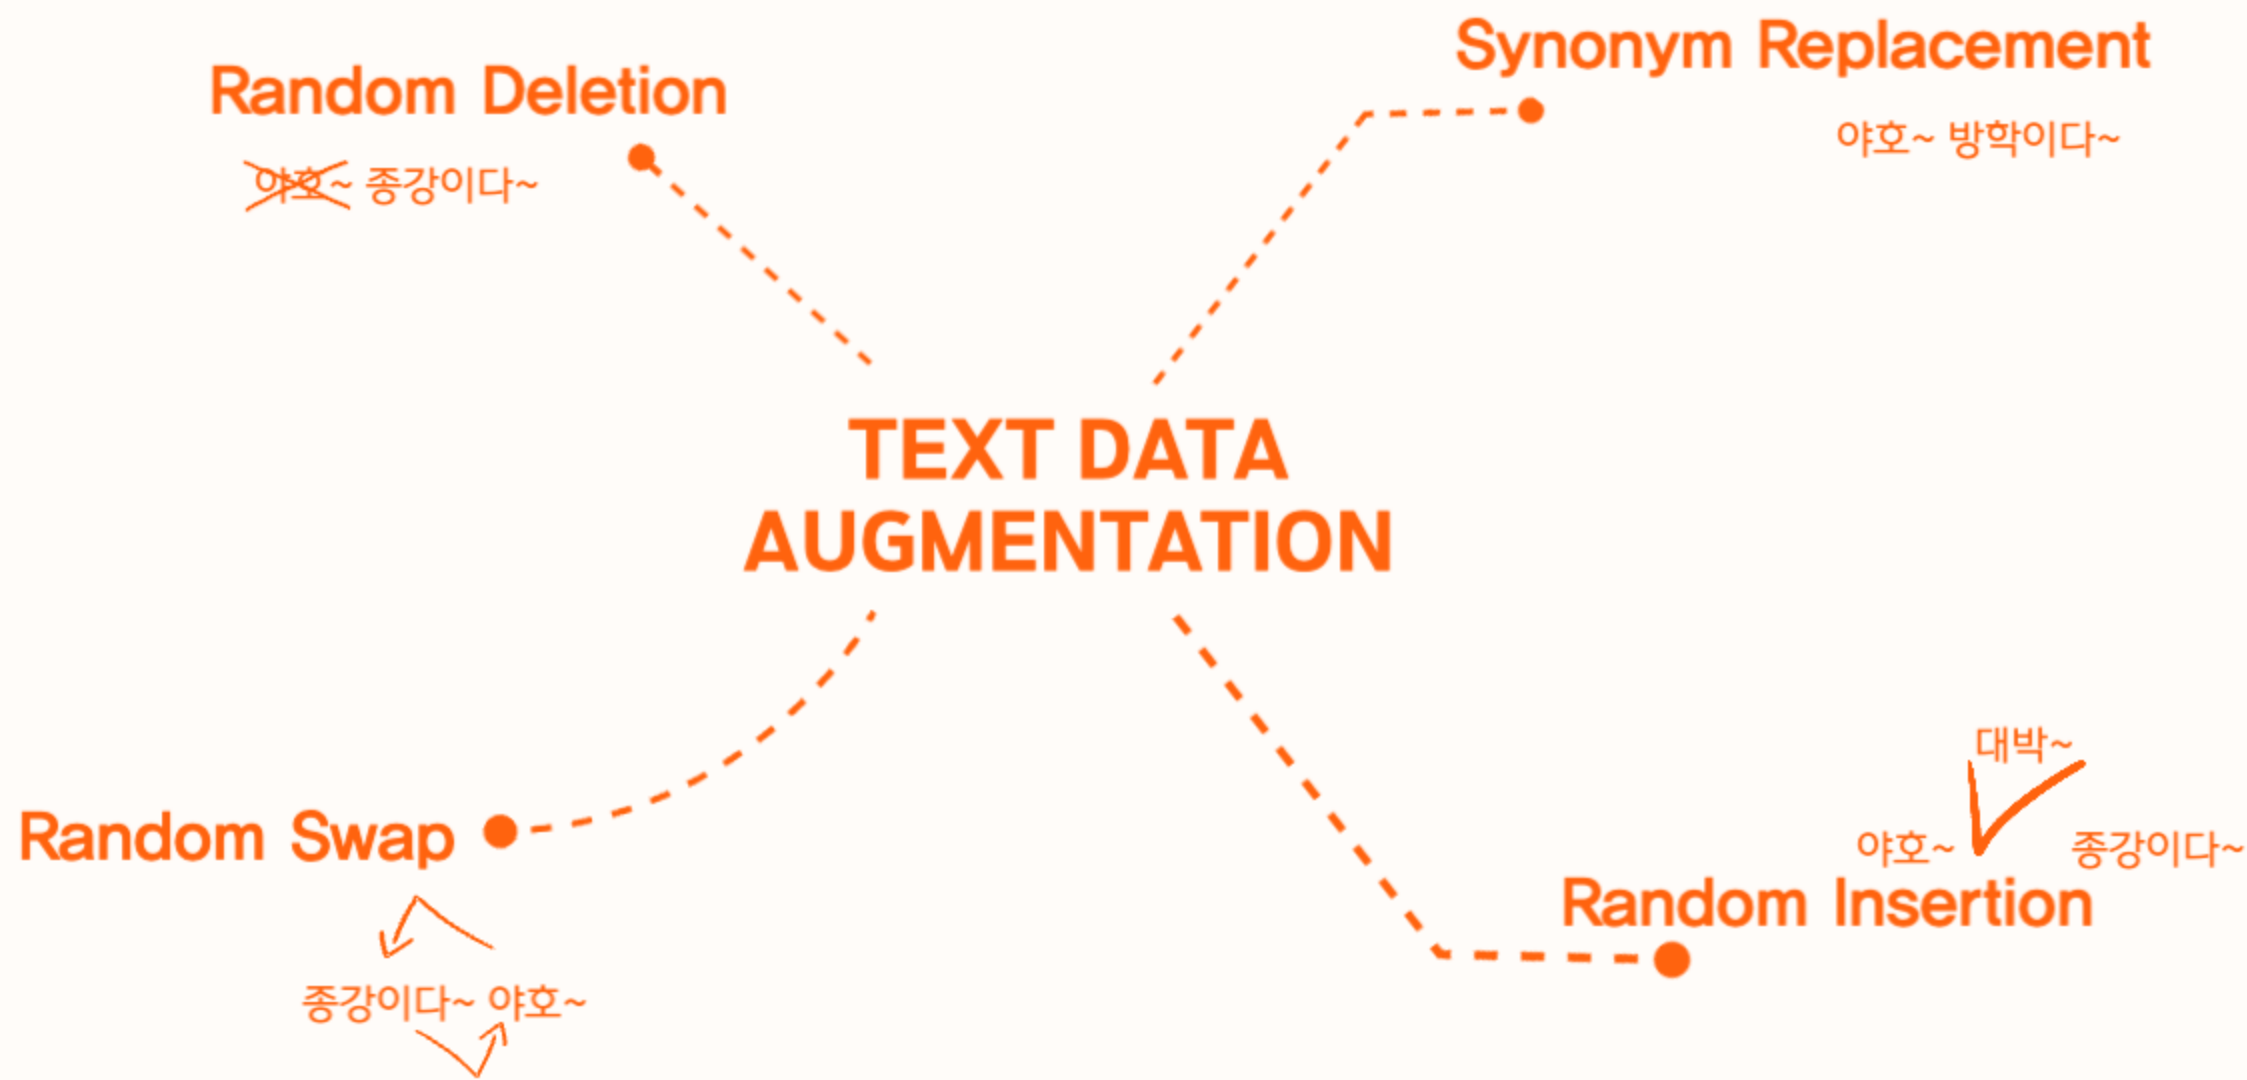 Random Deletion
야호~ 종강이다~
Synonym Replacement
야호~ 방학이다~
TEXT DATA
AUGMENTATION
Random Swap
종강이다~ 야호~
대박~
야호~ 종강이다~
Random Insertion